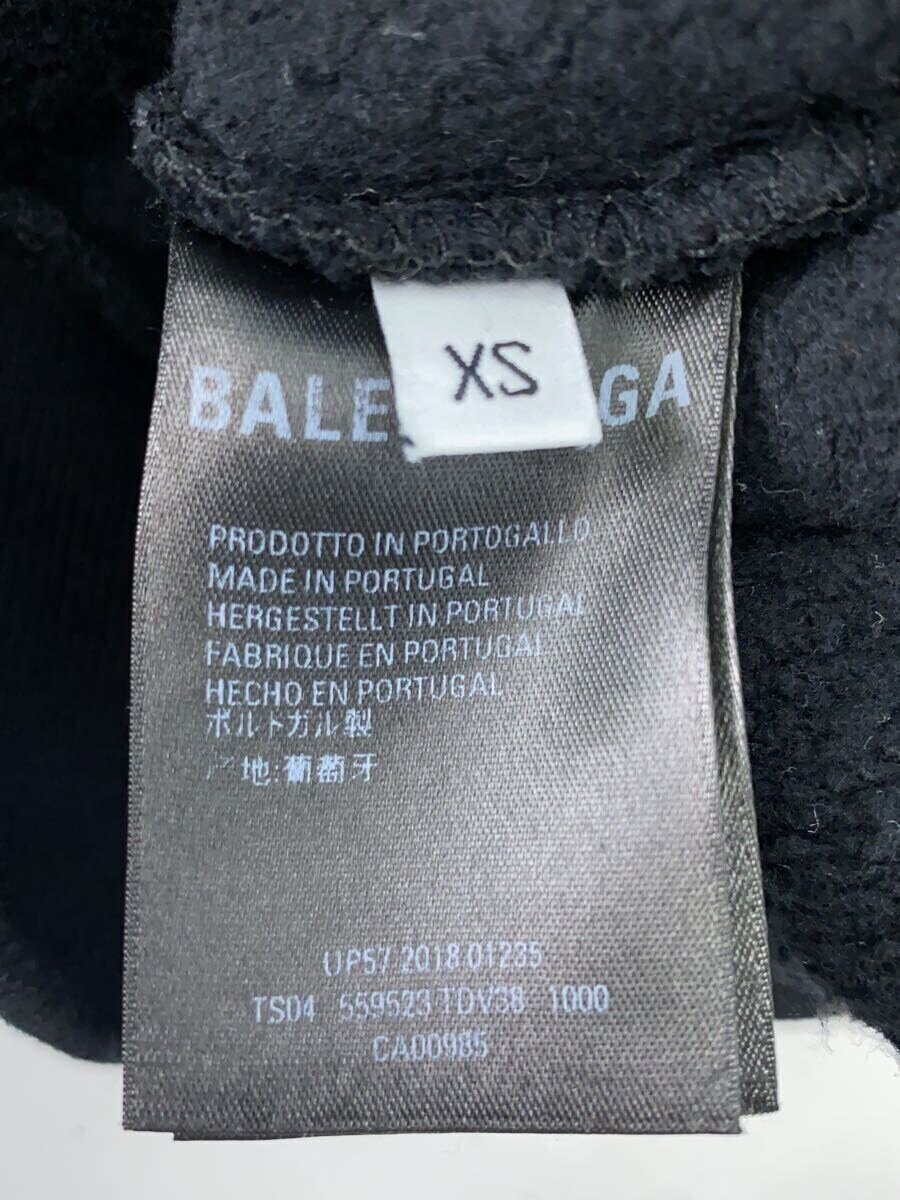 XS
BALE GA
PRODOTTO IN PORTOGALLO
MADE IN PORTUGAL
HERGESTELLT IN PORTUGAL
FABRIQUE EN PORTUGAL
HECHO EN PORTUGAL
ポルトガル製
产地:葡萄牙
UP57 2018 01235
TS04 559523 TDV38 1000
CA00985